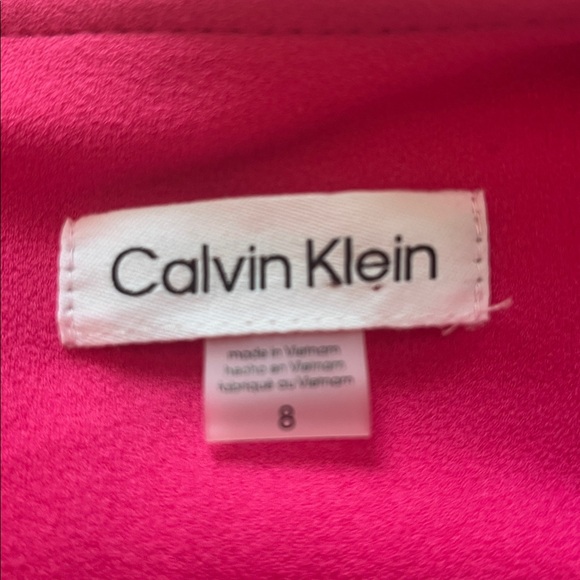 Calvin Klein
made in Vietnam
hecho en Vietnam
fabriqué au Vietnam
8